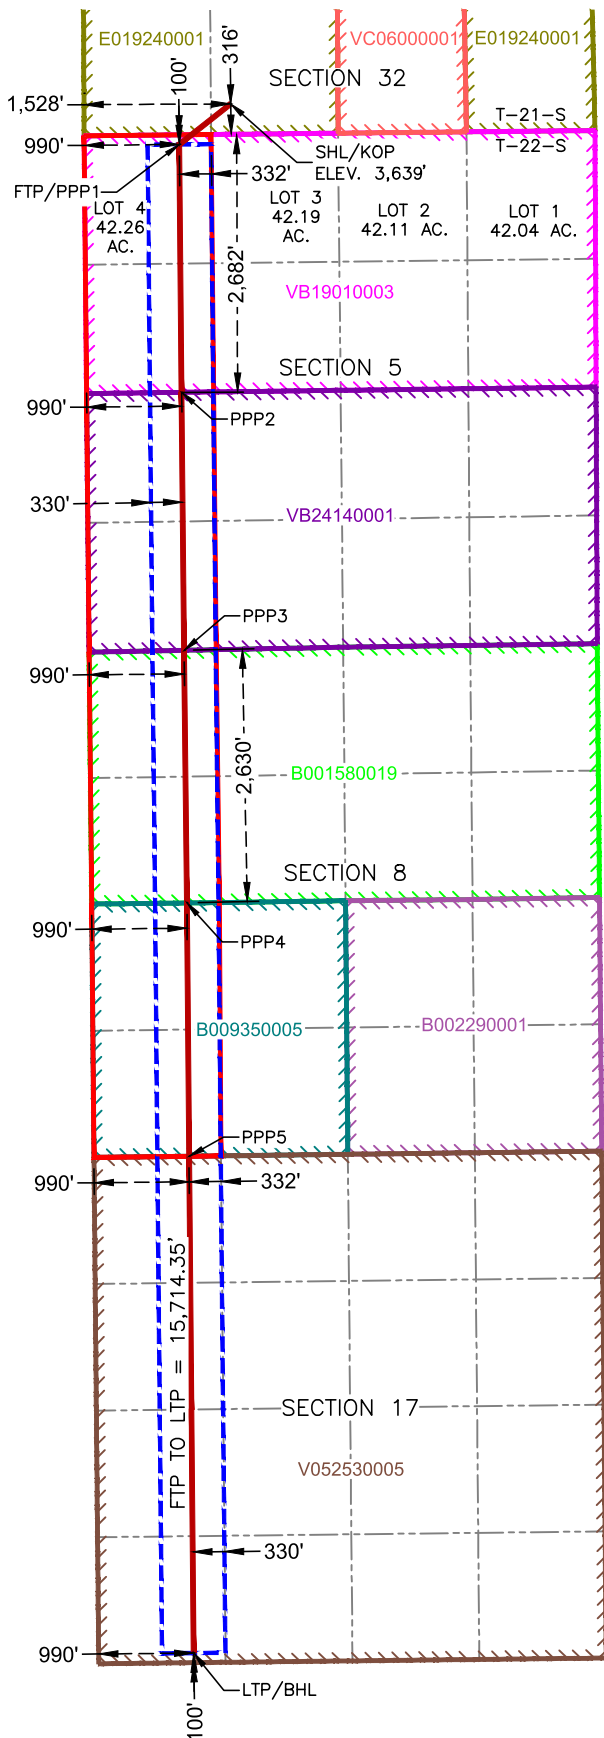 E019240001
VC06000001
E019240001
316'
100'
SECTION 32
1,528'
T-21-S
T-22-S
990'
SHL/KOP
ELEV. 3,639'
332'
FTP/PPP1
LOT 4
42.26
AC.
LOT 3
42.19
AC.
LOT 2
42.11 AC.
LOT 1
42.04 AC.
2,682'
VB19010003
SECTION 5
990'
PPP2
330'
VB24140001
PPP3
990'
2,630'
B001580019
SECTION 8
990'
PPP4
B009350005
B002290001
PPP5
990'
332'
FTP TO LTP = 15,714.35'
SECTION 17
V052530005
330'
990'
LTP/BHL
100'